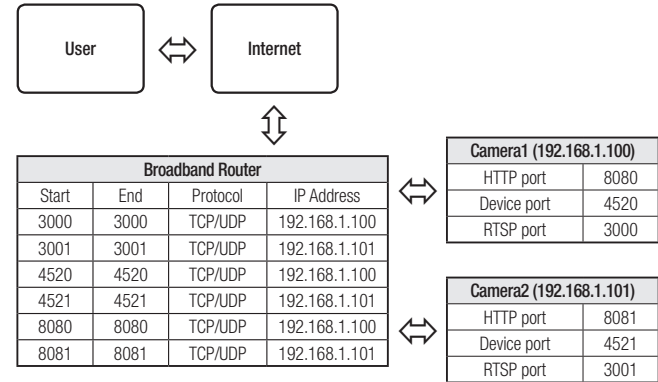 User
Internet
Broadband Router
Start End Protocol IP Address
3000 3000 TCP/UDP 192.168.1.100
3001 3001 TCP/UDP 192.168.1.101
4520 4520 TCP/UDP 192.168.1.100
4521 4521 TCP/UDP 192.168.1.101
8080 8080 TCP/UDP 192.168.1.100
8081 8081 TCP/UDP 192.168.1.101
Camera1 (192.168.1.100)
HTTP port 8080
Device port 4520
RTSP port 3000
Camera2 (192.168.1.101)
HTTP port 8081
Device port 4521
RTSP port 3001